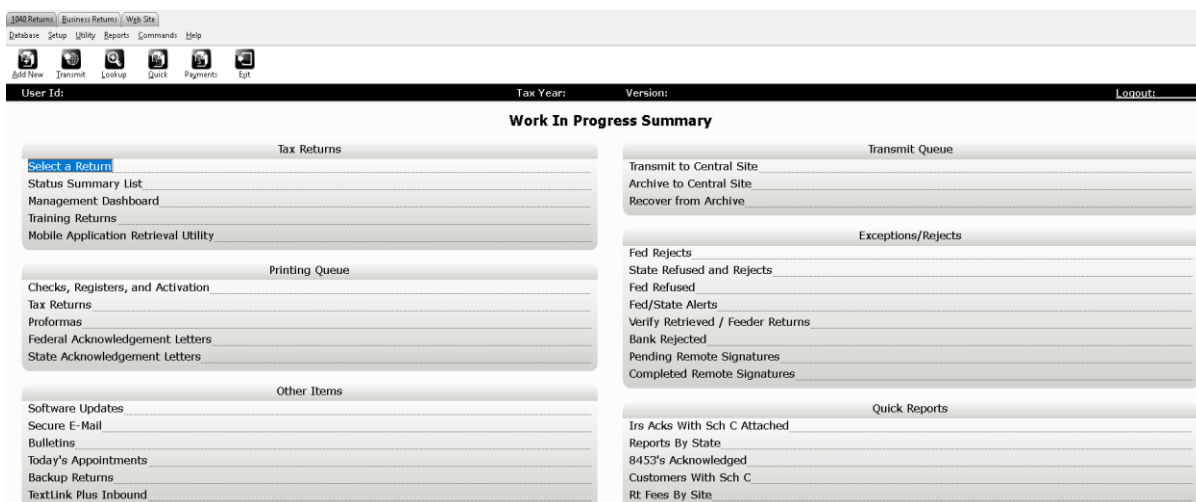 1040 Returns Business Returns Web Site
Database Setup Utility Reports Commands Help
Add New Transmit Lookup Quick Payments Exit
User Id: Tax Year: Version: Logout:
Work In Progress Summary
Tax Returns
Select a Return
Status Summary List
Management Dashboard
Training Returns
Mobile Application Retrieval Utility
Printing Queue
Checks, Registers, and Activation
Tax Returns
Proformas
Federal Acknowledgement Letters
State Acknowledgement Letters
Other Items
Software Updates
Secure E-Mail
Bulletins
Today's Appointments
Backup Returns
TextLink Plus Inbound
Transmit Queue
Transmit to Central Site
Archive to Central Site
Recover from Archive
Exceptions/Rejects
Fed Rejects
State Refused and Rejects
Fed Refused
Fed/State Alerts
Verify Retrieved / Feeder Returns
Bank Rejected
Pending Remote Signatures
Completed Remote Signatures
Quick Reports
Irs Acks With Sch C Attached
Reports By State
8453's Acknowledged
Customers With Sch C
Rt Fees By Site